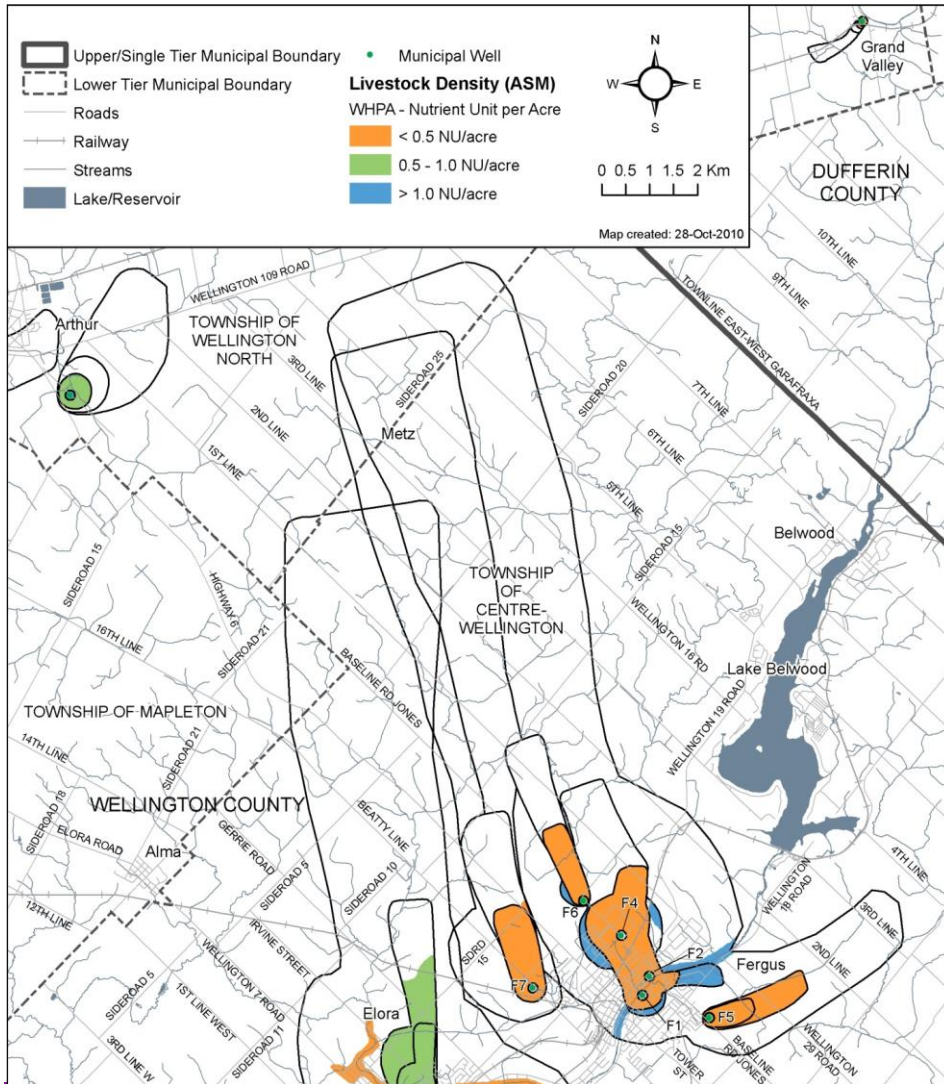 Upper/Single Tier Municipal Boundary
Lower Tier Municipal Boundary
Roads
Railway
Streams
Lake/Reservoir
Municipal Well
Livestock Density (ASM)
WHPA - Nutrient Unit per Acre
< 0.5 NU/acre
0.5 - 1.0 NU/acre
> 1.0 NU/acre
N
W
E
S
0 0.5 1 1.5 2 Km
Map created: 28-Oct-2010
Grand
Valley
DUFFERIN
COUNTY
10TH LINE
9TH LINE
TOWNLINE EAST-WEST GARAFRAXA
WELLINGTON 109 ROAD
Arthur
TOWNSHIP OF
WELLINGTON
NORTH
3RD LINE
SIDEROAD 25
SIDEROAD 20
7TH LINE
2ND LINE
Metz
6TH LINE
1ST LINE
5TH LINE
SIDEROAD 15
Belwood
SIDEROAD 15
HIGHWAY 6
SIDEROAD 21
TOWNSHIP
OF
CENTRE-
WELLINGTON
WELLINGTON 16 RD
16TH LINE
BASELINE RD JONES
Lake Belwood
WELLINGTON 19 ROAD
TOWNSHIP OF MAPLETON
14TH LINE
SIDEROAD 21
SIDEROAD 18
WELLINGTON COUNTY
BEATTY LINE
ELORA ROAD
Alma
GERRIE ROAD
SIDEROAD 5
SIDEROAD 10
WELLINGTON
18 ROAD
4TH LINE
12TH LINE
IRVINE STREET
3RD LINE
F6
F4
SDRD
15
2ND LINE
SIDEROAD 5
WELLINGTON 7 ROAD
1ST LINE WEST
F2
Fergus
F7
Elora
SIDEROAD 11
F5
F1
3RD LINE W
TOWER
ST
BASELINE
RD JONES
WELLINGTON
29 ROAD